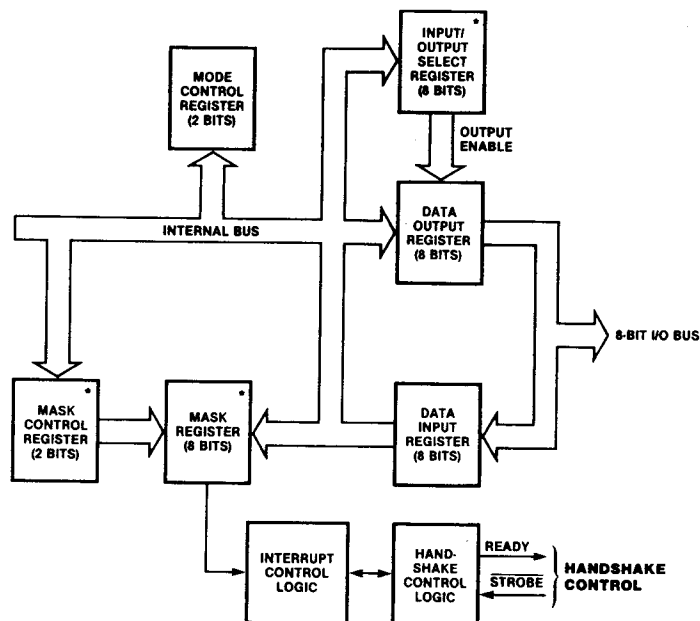 *
INPUT/
OUTPUT
SELECT
REGISTER
(8 BITS)
MODE
CONTROL
REGISTER
(2 BITS)
OUTPUT
ENABLE
INTERNAL BUS
DATA
OUTPUT
REGISTER
(8 BITS)
8-BIT I/O BUS
*
MASK
CONTROL
REGISTER
(2 BITS)
*
MASK
REGISTER
(8 BITS)
DATA
INPUT
REGISTER
(8 BITS)
INTERRUPT
CONTROL
LOGIC
HAND-
SHAKE
CONTROL
LOGIC
READY
STROBE
HANDSHAKE
CONTROL